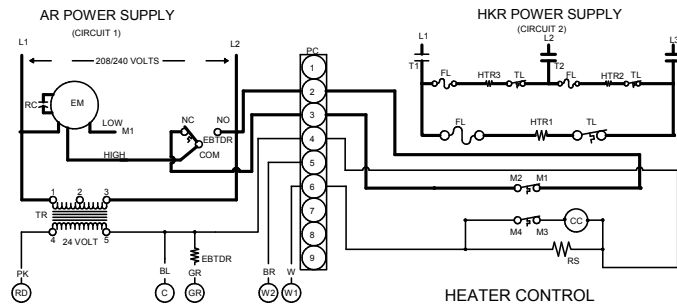 AR POWER SUPPLY
(CIRCUIT 1)
HKR POWER SUPPLY
(CIRCUIT 2)
L1
L2
208/240 VOLTS
L1
L2
L3
PC
T1
T2
FL
HTR3
TL
FL
HTR2
TL
FL
HTR1
TL
RC
EM
LOW
M1
HIGH
NC
NO
EBTDR
COM
1
2
3
4
5
6
7
8
9
M2
M1
M4
M3
CC
RS
1
2
3
TR
4
24 VOLT
5
EBTDR
PK
BL
GR
BR
W
RD
C
GR
W2
W1
HEATER CONTROL